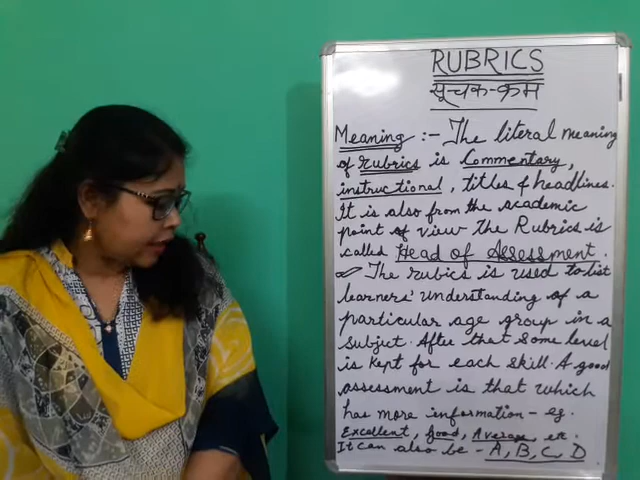 RUBRICS
सूचक-क्रम
Meaning :- The literal meaning
of rubrics is Commentary,
instructional, titles & headlines.
It is also from the academic
point of view the Rubrics is
called Head of Assessment.
The rubics is used to list
learners' understanding of a
particular age group in a
subject. After that some level
is kept for each skill. A good
assessment is that which
has more information - eg.
Excellent, Good, Average etc.
It can also be - A, B, C, D